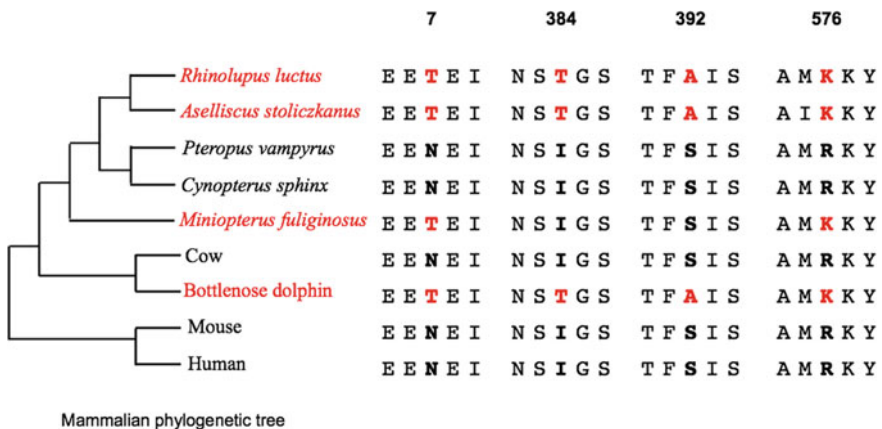 7 384 392 576
Rhinolupus luctus E E T E I N S T G S T F A I S A M K K Y
Aselliscus stoliczkanus E E T E I N S T G S T F A I S A I K K Y
Pteropus vampyrus E E N E I N S I G S T F S I S A M R K Y
Cynopterus sphinx E E N E I N S I G S T F S I S A M R K Y
Miniopterus fuliginosus E E T E I N S I G S T F S I S A M K K Y
Cow E E N E I N S I G S T F S I S A M R K Y
Bottlenose dolphin E E T E I N S T G S T F A I S A M K K Y
Mouse E E N E I N S I G S T F S I S A M R K Y
Human E E N E I N S I G S T F S I S A M R K Y
Mammalian phylogenetic tree